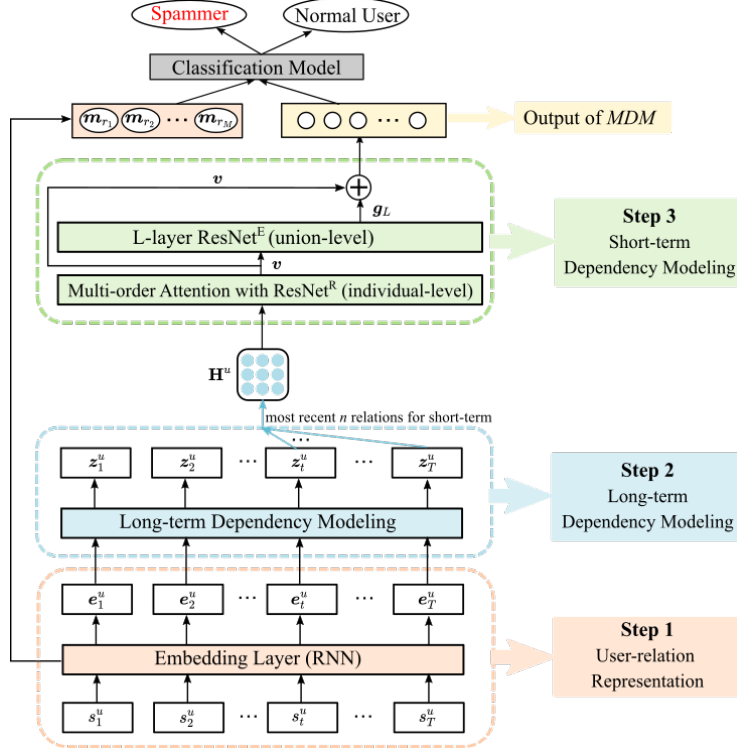 Spammer
Normal User
Classification Model
m_{r_1} m_{r_2} ⋯ m_{r_M}
⋯
Output of MDM
v
+
g_L
L-layer ResNet^E (union-level)
v
Multi-order Attention with ResNet^R (individual-level)
Step 3
Short-term
Dependency Modeling
H^u
most recent n relations for short-term
⋯
z_1^u z_2^u ⋯ z_t^u ⋯ z_T^u
Long-term Dependency Modeling
Step 2
Long-term
Dependency Modeling
e_1^u e_2^u ⋯ e_t^u ⋯ e_T^u
Embedding Layer (RNN)
s_1^u s_2^u ⋯ s_t^u ⋯ s_T^u
Step 1
User-relation
Representation